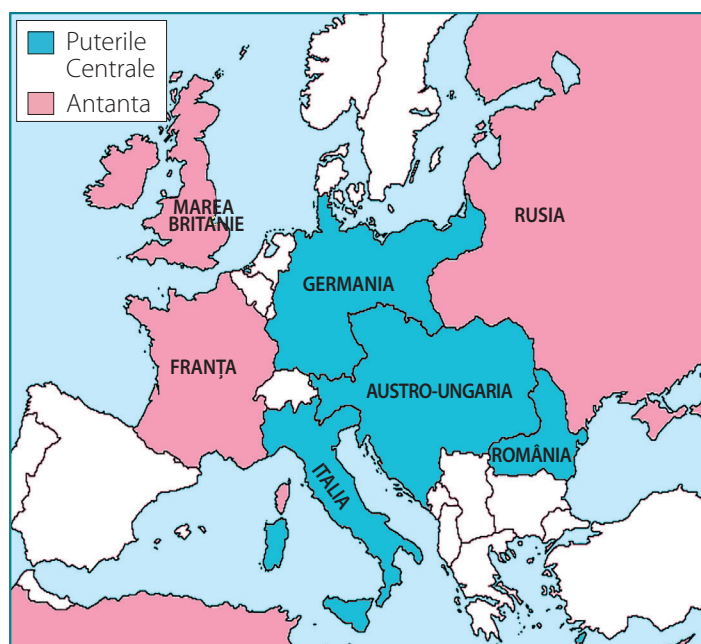 Puterile
Centrale
Antanta
MAREA
BRITANIE
RUSIA
GERMANIA
FRANȚA
AUSTRO-UNGARIA
ROMÂNIA
ITALIA